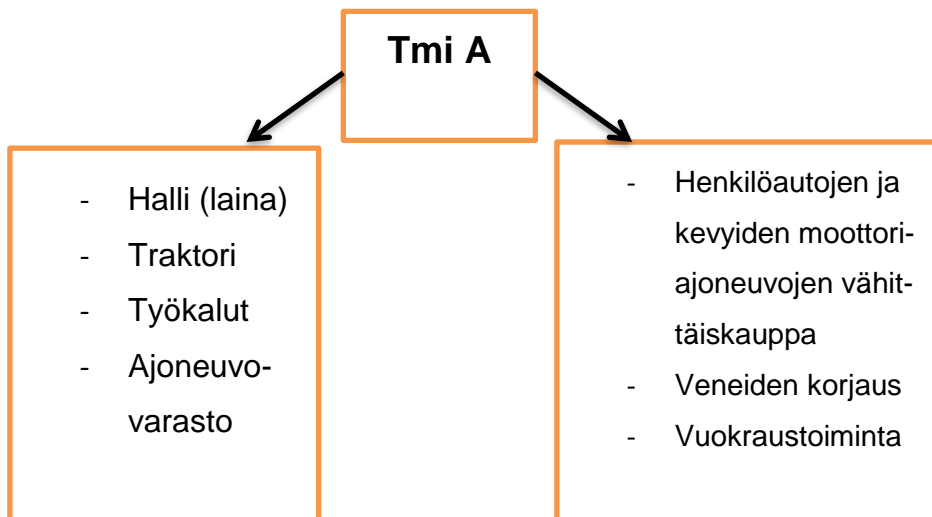 Tmi A
- Halli (laina)
- Traktori
- Työkalut
- Ajoneuvo-
varasto
- Henkilöautojen ja
kevyiden moottori-
ajoneuvojen vähit-
täiskauppa
- Veneiden korjaus
- Vuokraustoiminta